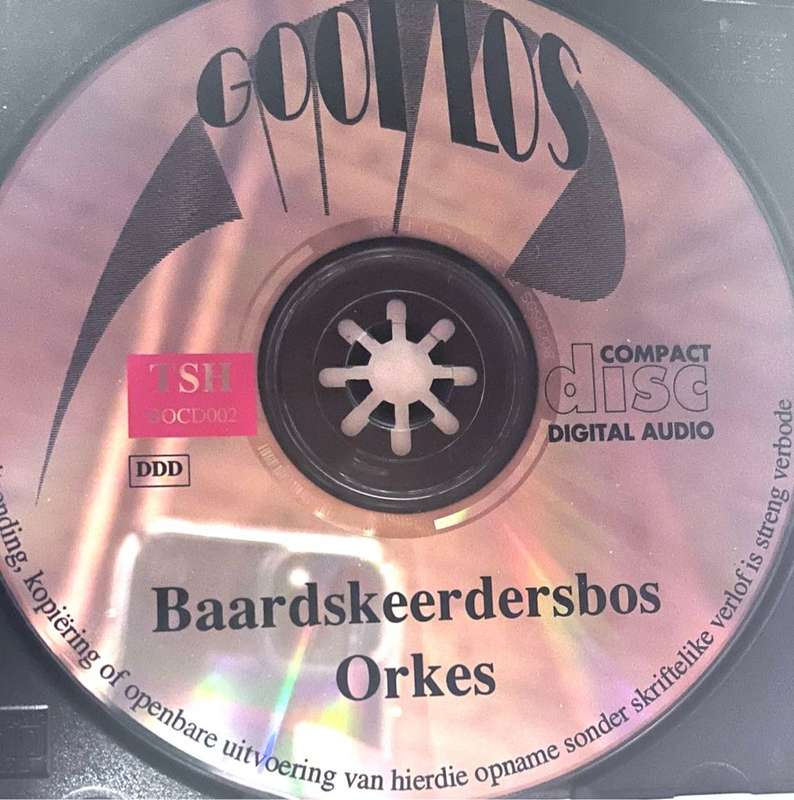 GOOI LOS
TSH
OCD002
DDD
COMPACT
disc
DIGITAL AUDIO
Baardskeerdersbos
Orkes
kopiëring of openbare uitvoering van hierdie opname sonder skriftelike verlof is streng verbode